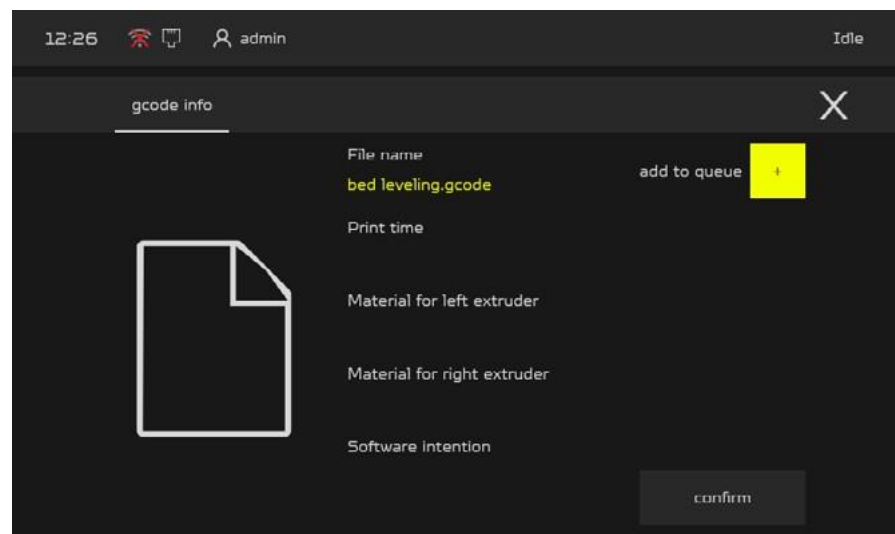 12:26 admin Idle
gcode info X
File name
bed leveling.gcode
add to queue +
Print time
Material for left extruder
Material for right extruder
Software intention
confirm